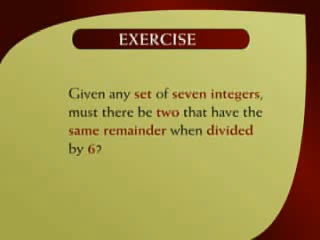 EXERCISE
Given any set of seven integers,
must there be two that have the
same remainder when divided
by 6?